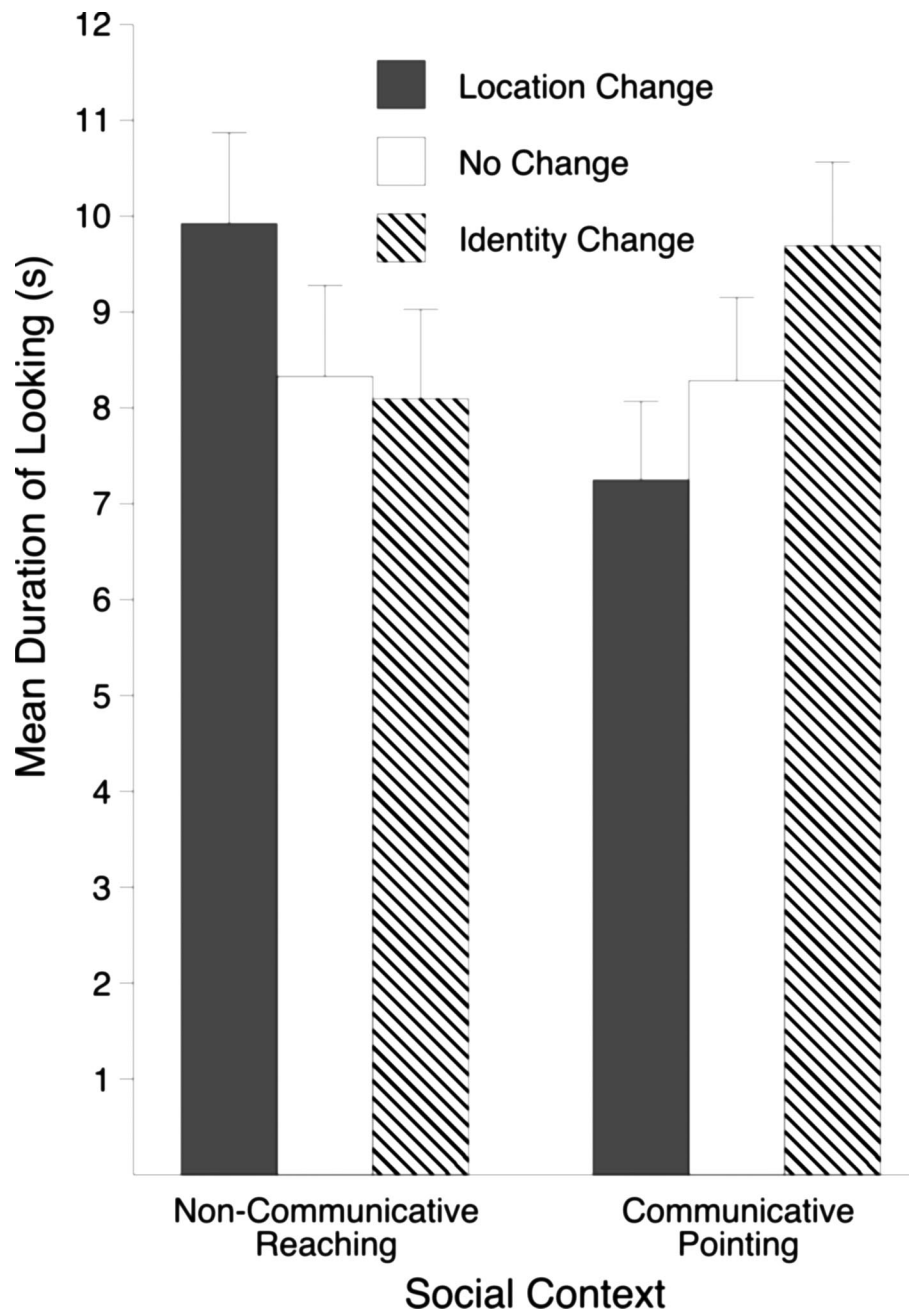 12
11
10
9
8
7
6
5
4
3
2
1
Mean Duration of Looking (s)
Location Change
No Change
Identity Change
Non-Communicative
Reaching
Communicative
Pointing
Social Context